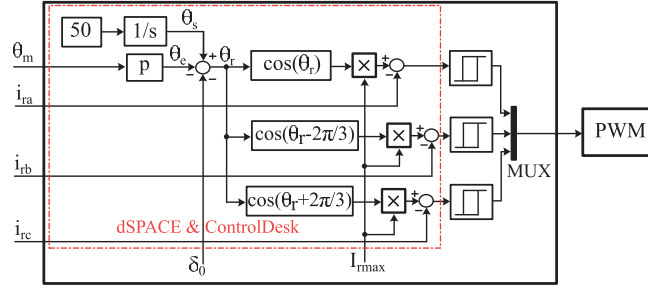 50
1/s
θs
+
θm
p
θe
−
−
θr
cos(θr)
×
+
−
ira
cos(θr-2π/3)
×
+
−
MUX
PWM
irb
cos(θr+2π/3)
×
+
−
dSPACE & ControlDesk
irc
δ0
Irmax